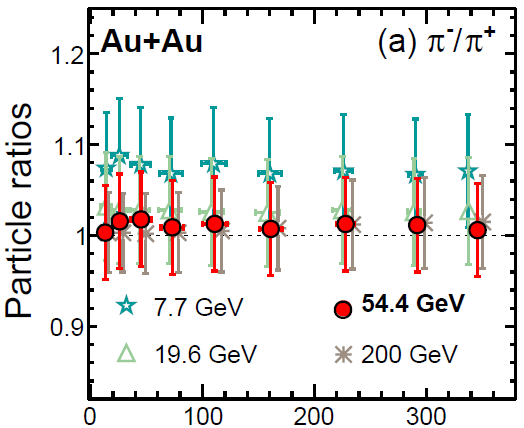 Au+Au (a) π⁻/π⁺
Particle ratios
1.2
1.1
1
0.9
7.7 GeV 54.4 GeV
19.6 GeV 200 GeV
0 100 200 300